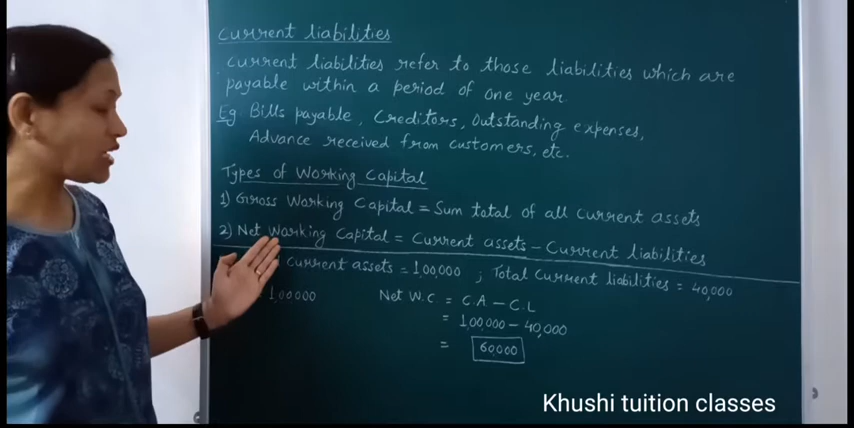 Current liabilities
Current liabilities refer to those liabilities which are
payable within a period of one year.
Eg. Bills payable, Creditors, Outstanding expenses,
Advance received from customers, etc.
Types of Working Capital
1) Gross Working Capital = Sum total of all current assets
2) Net Working Capital = Current assets - Current liabilities
current assets = 1,00,000 ; Total Current liabilities = 40,000
1,00,000 Net W.C = C.A - C.L
= 1,00,000 - 40,000
= 60,000
Khushi tuition classes